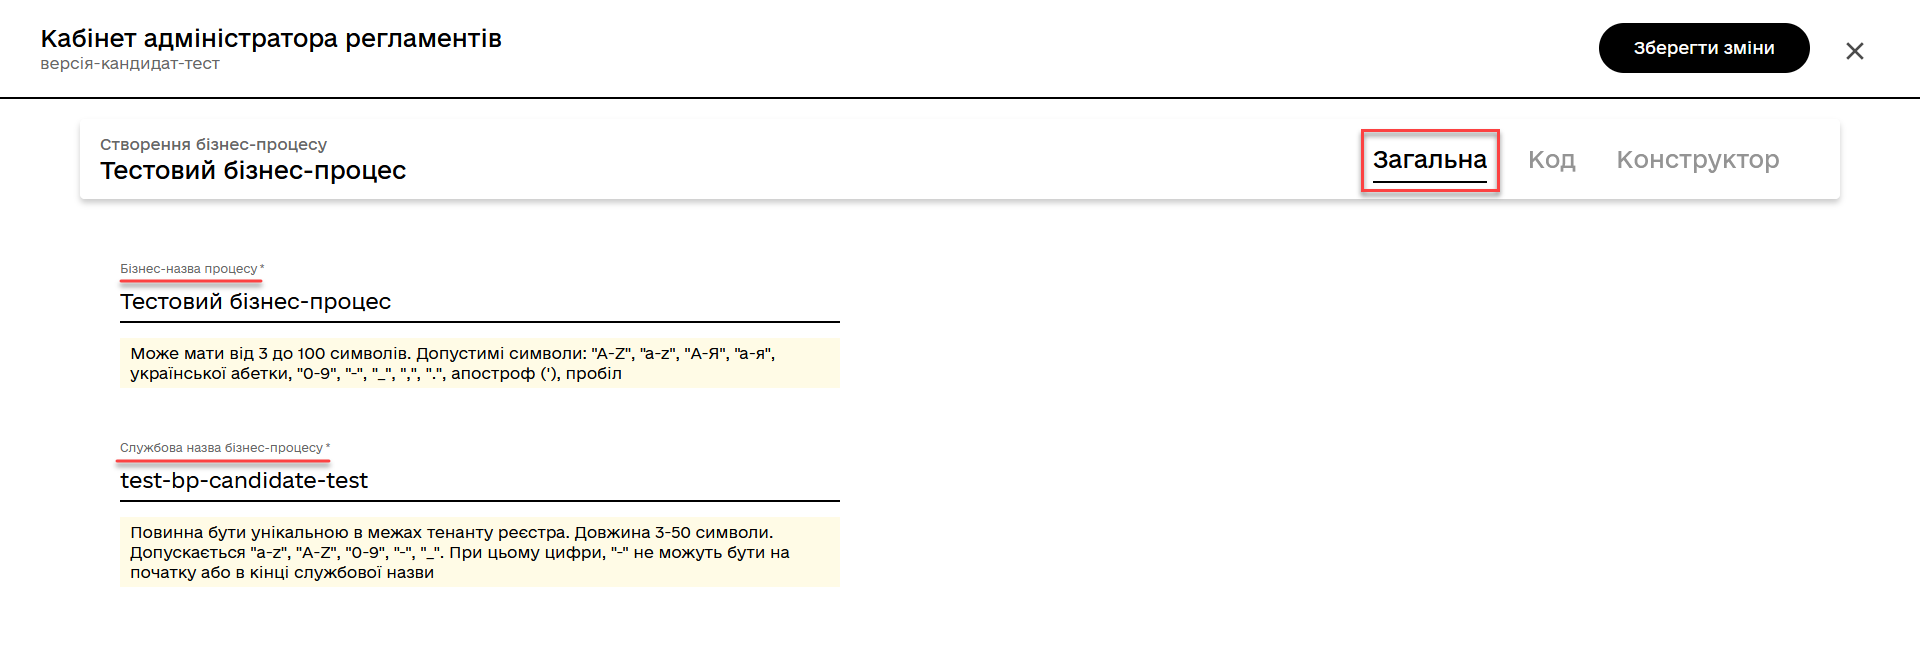 Кабінет адміністратора регламентів
версія-кандидат-тест
Зберегти зміни
Створення бізнес-процесу
Тестовий бізнес-процес
Загальна
Код
Конструктор
Бізнес-назва процесу*
Тестовий бізнес-процес
Може мати від 3 до 100 символів. Допустимі символи: "A-Z", "a-z", "А-Я", "а-я",
української абетки, "0-9", "-", "_", ",", ".", апостроф ('), пробіл
Службова назва бізнес-процесу*
test-bp-candidate-test
Повинна бути унікальною в межах тенанту реєстра. Довжина 3-50 символи.
Допускається "a-z", "A-Z", "0-9", "-", "_". При цьому цифри, "-" не можуть бути на
початку або в кінці службової назви